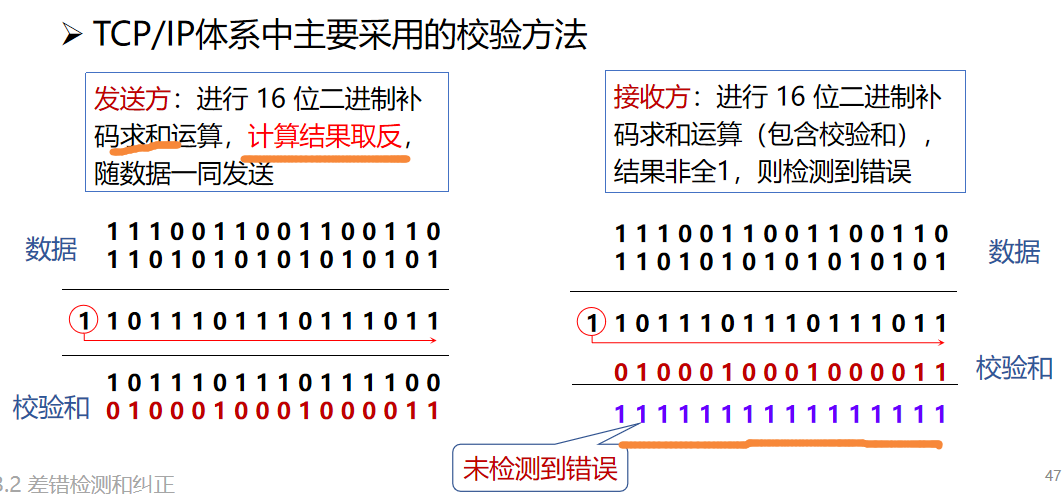 ➢ TCP/IP体系中主要采用的校验方法
发送方：进行 16 位二进制补
码求和运算，计算结果取反，
随数据一同发送
接收方：进行 16 位二进制补
码求和运算（包含校验和），
结果非全1，则检测到错误
数据
1 1 1 0 0 1 1 0 0 1 1 0 0 1 1 0
1 1 0 1 0 1 0 1 0 1 0 1 0 1 0 1
1 1 0 1 1 1 0 1 1 1 0 1 1 1 0 1 1
1 0 1 1 1 0 1 1 1 0 1 1 1 1 0 0
校验和
0 1 0 0 0 1 0 0 0 1 0 0 0 0 1 1
1 1 1 0 0 1 1 0 0 1 1 0 0 1 1 0
1 1 0 1 0 1 0 1 0 1 0 1 0 1 0 1
数据
1 1 0 1 1 1 0 1 1 1 0 1 1 1 0 1 1
校验和
0 1 0 0 0 1 0 0 0 1 0 0 0 0 1 1
1 1 1 1 1 1 1 1 1 1 1 1 1 1 1 1
未检测到错误
3.2 差错检测和纠正
47